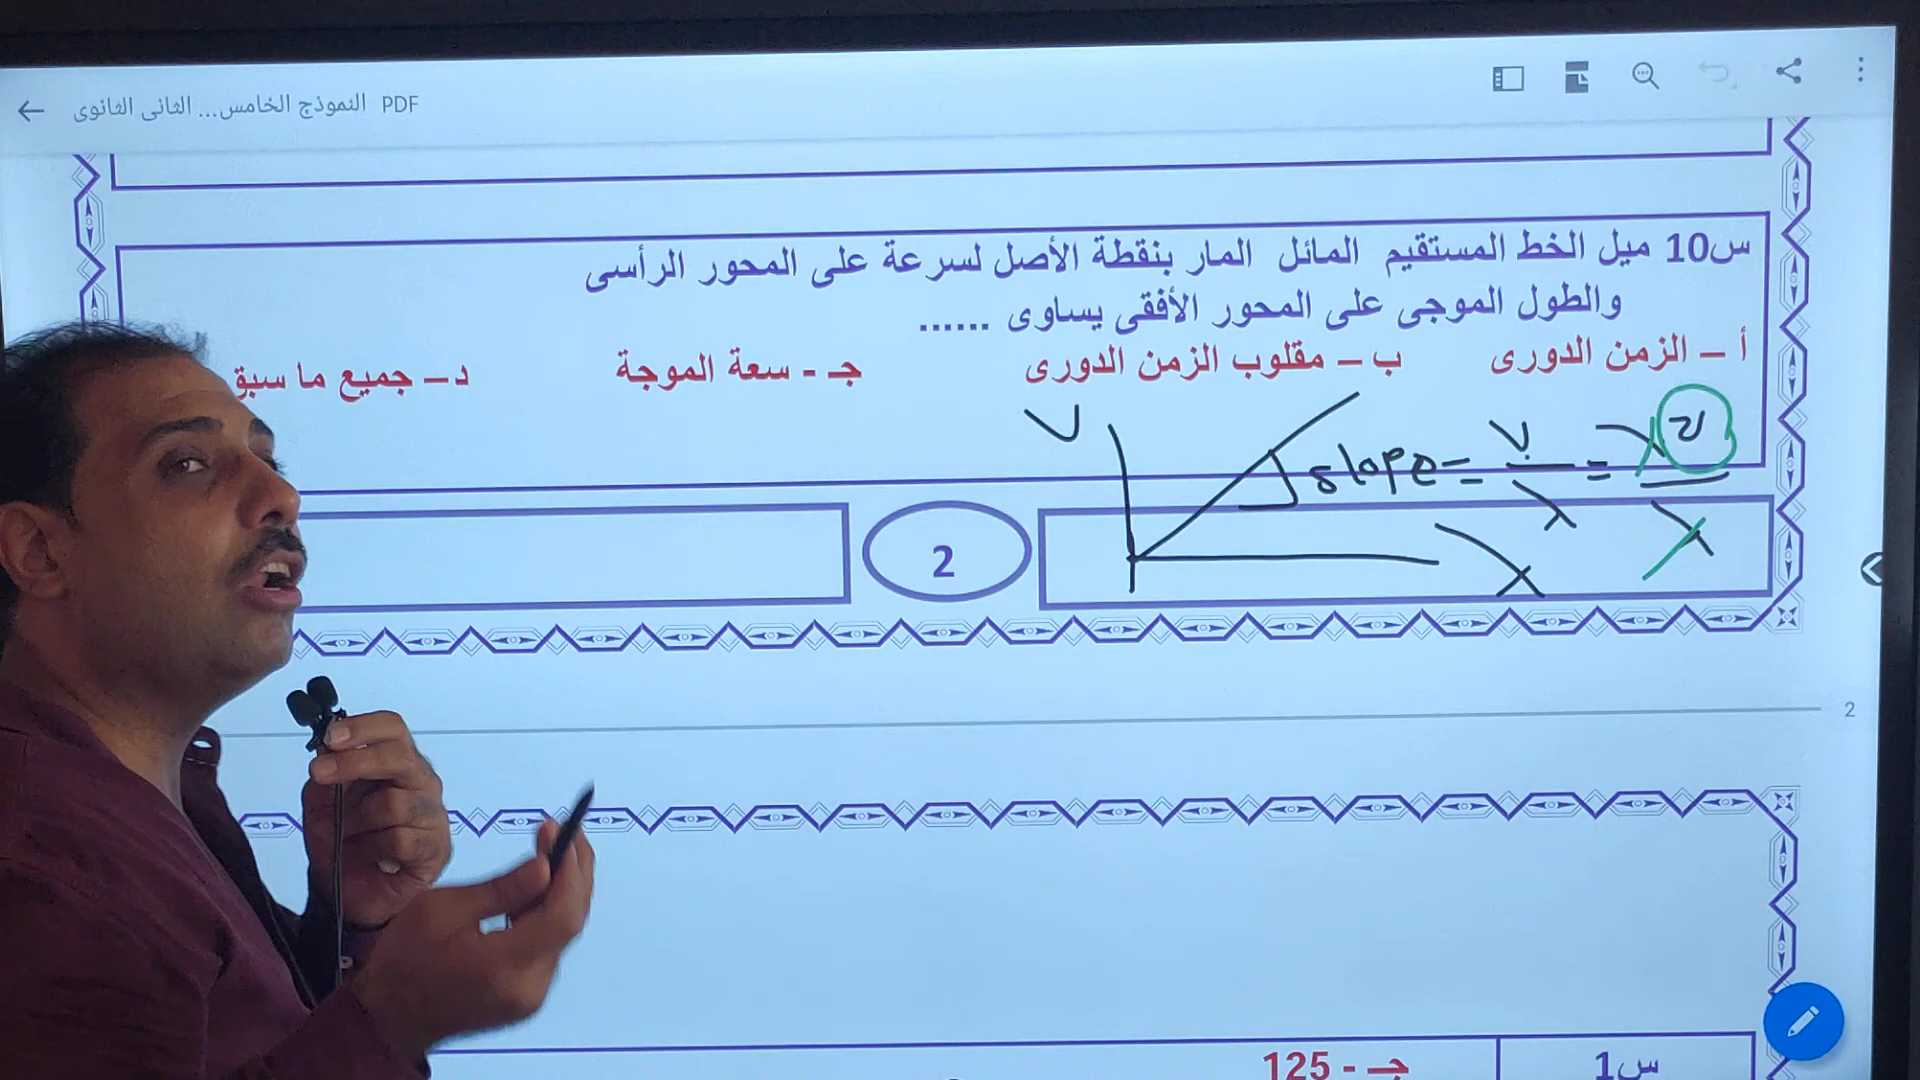 النموذج الخامس... الثانى الثانوى PDF
س10 ميل الخط المستقيم المائل المار بنقطة الأصل لسرعة على المحور الرأسى
والطول الموجى على المحور الأفقى يساوى ......
أ – الزمن الدورى ب – مقلوب الزمن الدورى جـ - سعة الموجة د – جميع ما سبق
V
slope = V/λ = λν/λ
λ
2
2
س1 جـ - 125